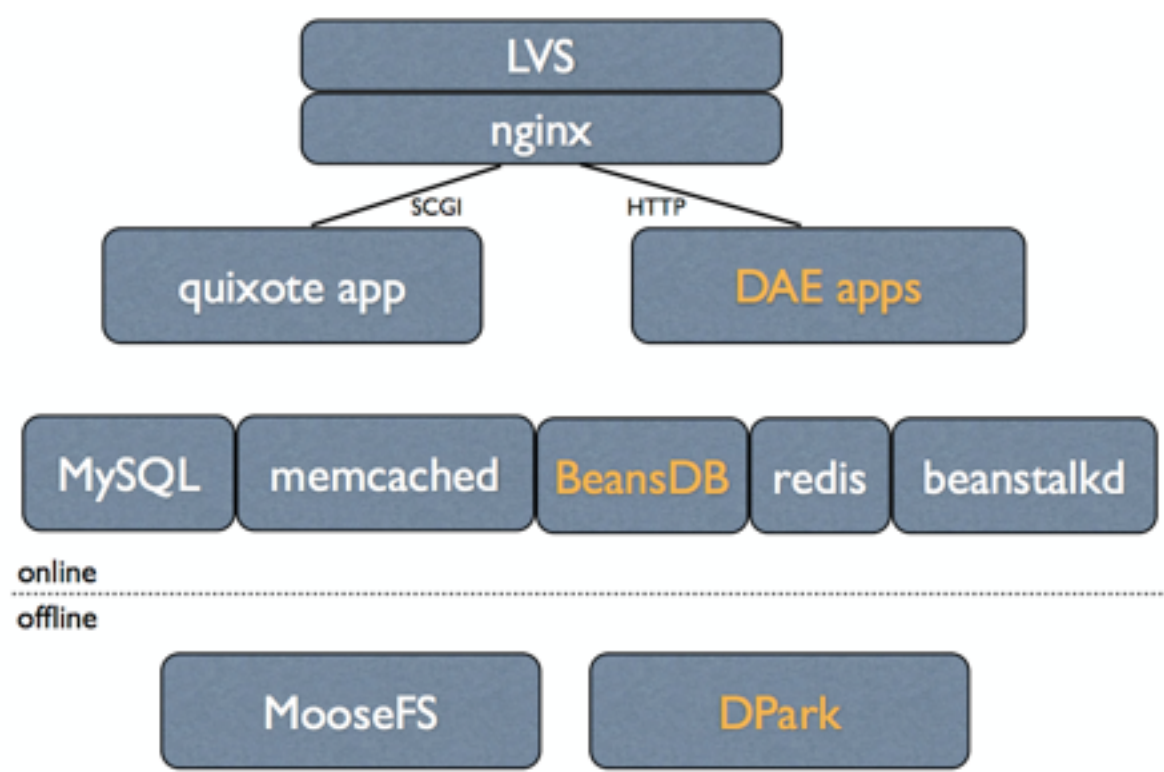 LVS
nginx
SCGI HTTP
quixote app DAE apps
MySQL memcached BeansDB redis beanstalkd
online
offline
MooseFS DPark